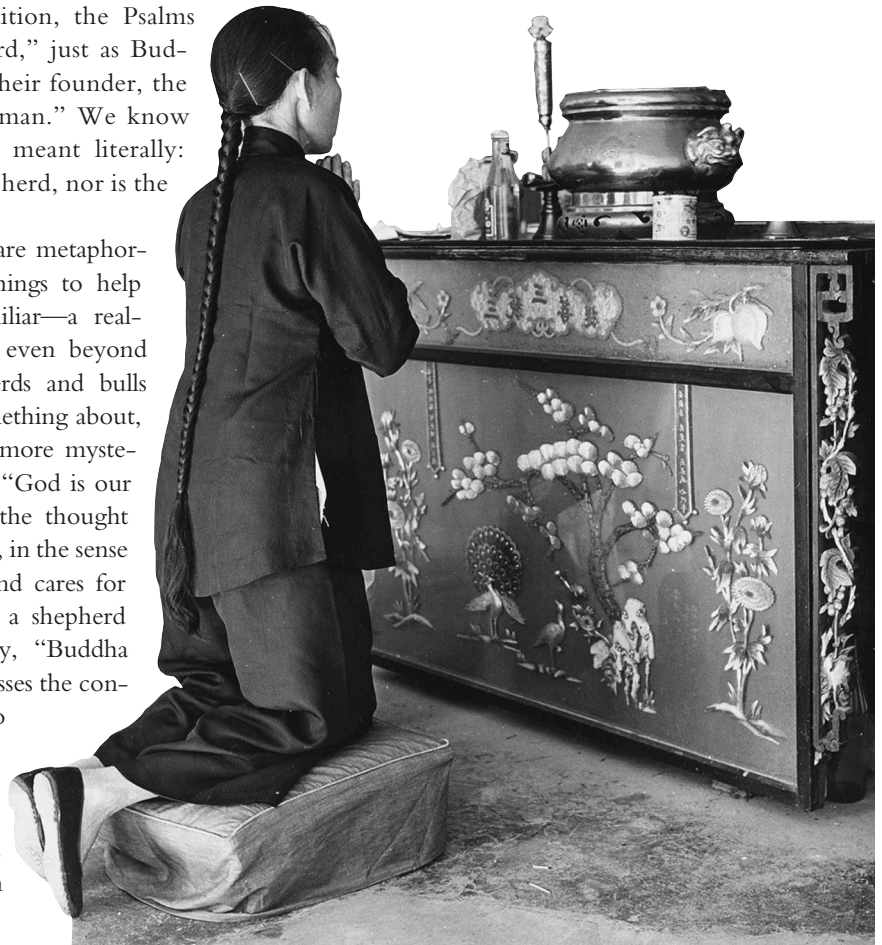 ition, the Psalms
rd,” just as Bud-
heir founder, the
man.” We know
meant literally:
herd, nor is the
are metaphor-
nings to help
iliar—a real-
even beyond
rds and bulls
nething about,
more myste-
“God is our
the thought
, in the sense
nd cares for
a shepherd
y, “Buddha
sses the con-